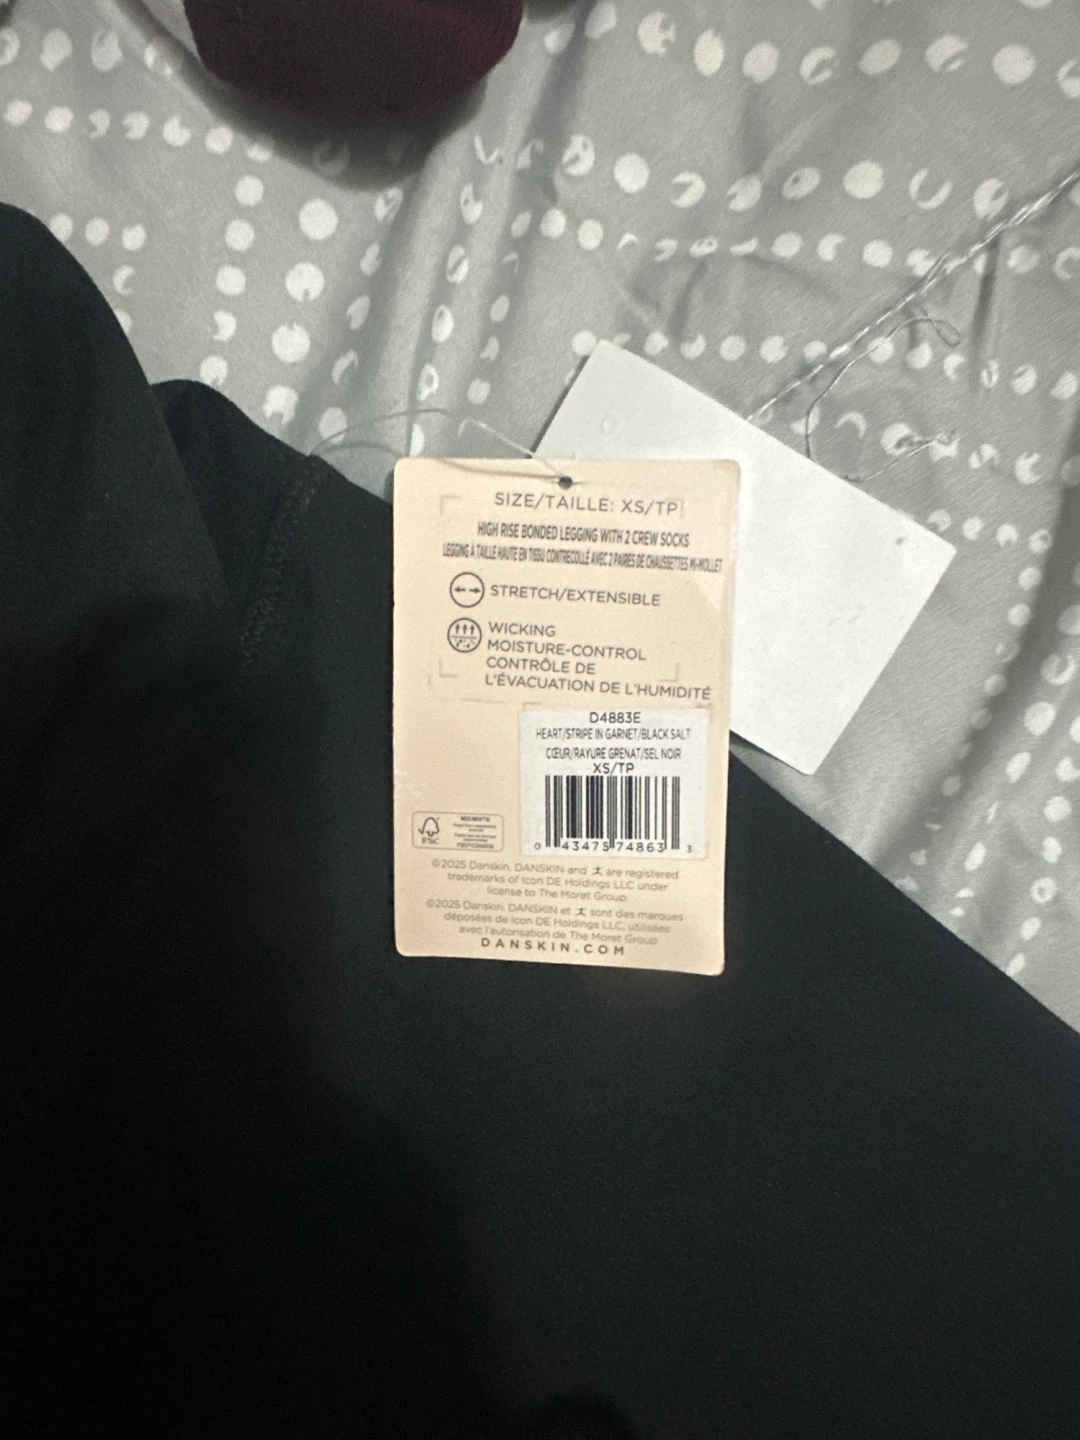 SIZE/TAILLE: XS/TP
HIGH RISE BONDED LEGGING WITH 2 CREW SOCKS
LEGGING À TAILLE HAUTE EN TISSU CONTRECOLLÉ AVEC 2 PAIRES DE CHAUSSETTES MI-MOLLET
STRETCH/EXTENSIBLE
WICKING
MOISTURE-CONTROL
CONTRÔLE DE
L'ÉVACUATION DE L'HUMIDITÉ
D4883E
HEART/STRIPE IN GARNET/BLACK SALT
CŒUR/RAYURE GRENAT/SEL NOIR
XS/TP
0 43475 74863 3
FSC
©2025 Danskin. DANSKIN and are registered
trademarks of Icon DE Holdings LLC under
license to The Moret Group
©2025 Danskin. DANSKIN et sont des marques
déposées de Icon DE Holdings LLC, utilisées
avec l'autorisation de The Moret Group
DANSKIN.COM